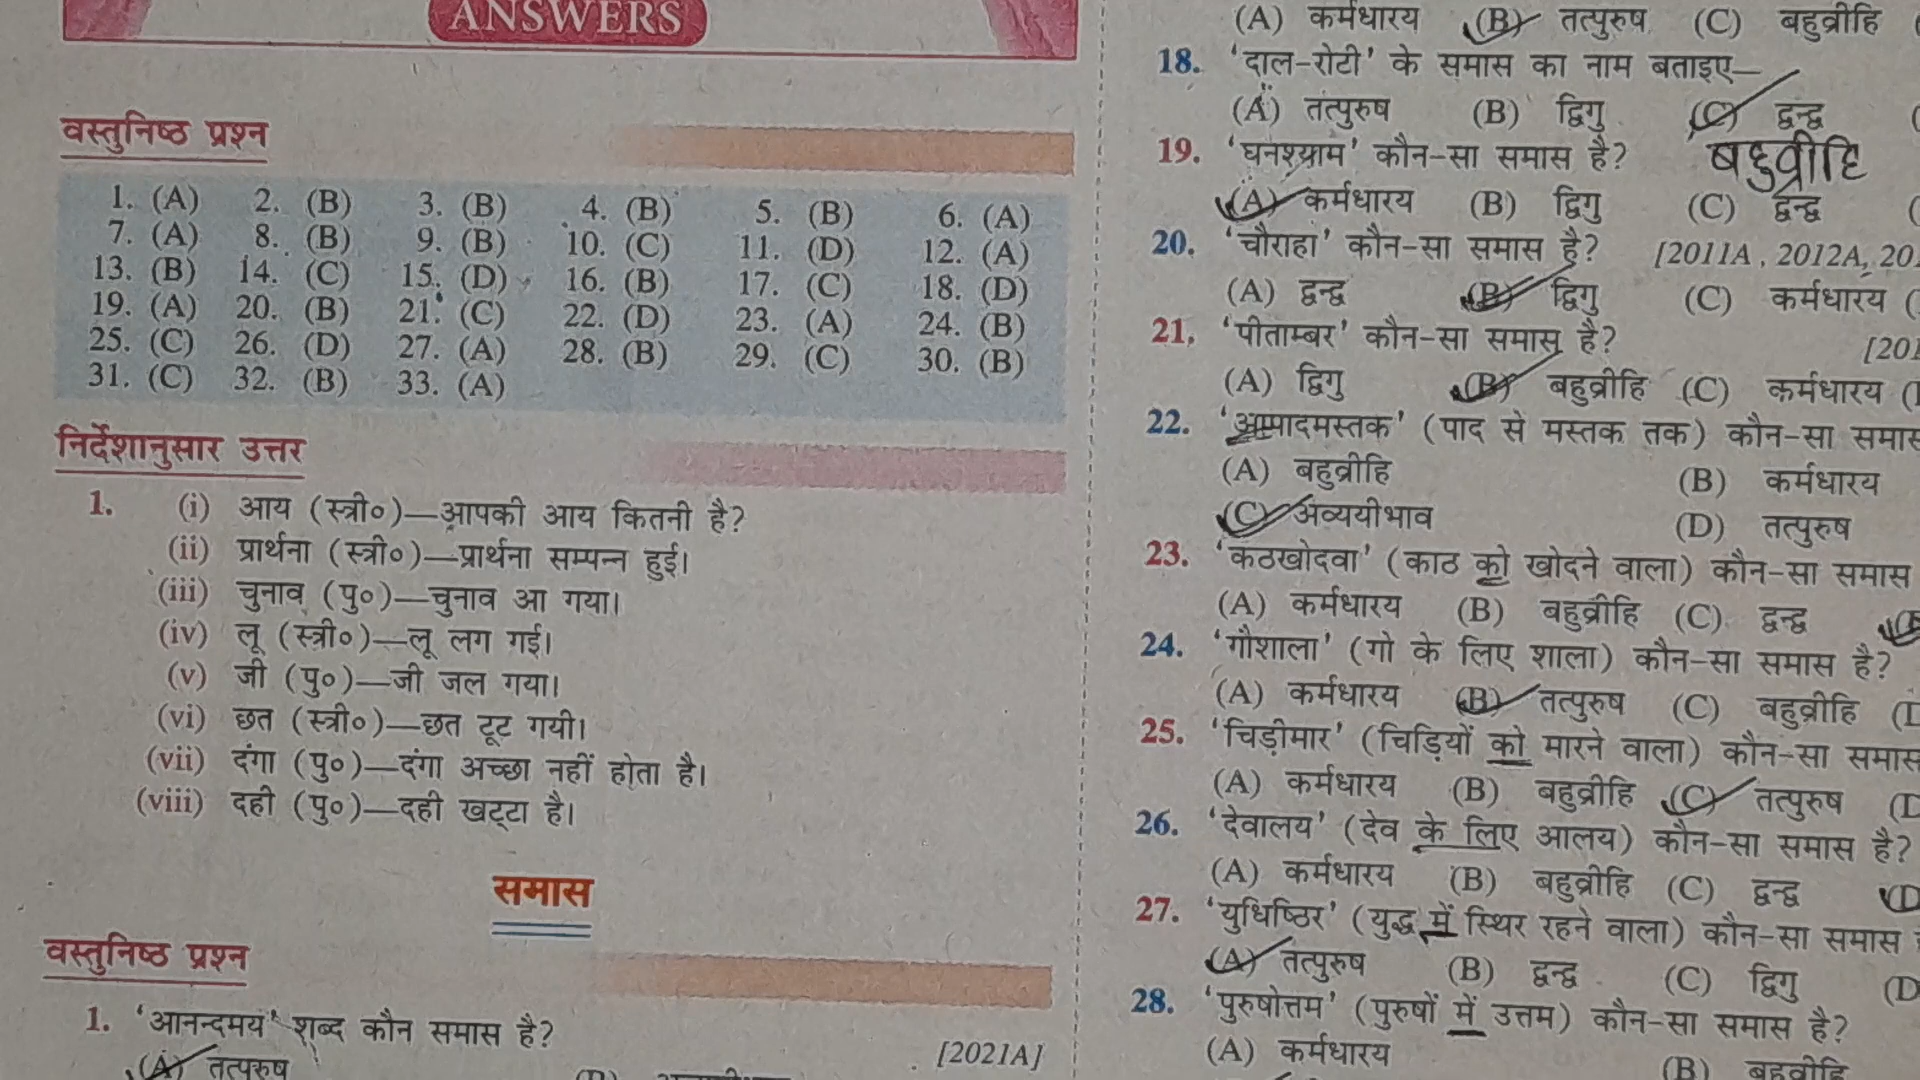 ANSWERS
वस्तुनिष्ठ प्रश्न
1. (A) 2. (B) 3. (B) 4. (B) 5. (B) 6. (A)
7. (A) 8. (B) 9. (B) 10. (C) 11. (D) 12. (A)
13. (B) 14. (C) 15. (D) 16. (B) 17. (C) 18. (D)
19. (A) 20. (B) 21. (C) 22. (D) 23. (A) 24. (B)
25. (C) 26. (D) 27. (A) 28. (B) 29. (C) 30. (B)
31. (C) 32. (B) 33. (A)
निर्देशानुसार उत्तर
1. (i) आय (स्त्री०)—आपकी आय कितनी है?
(ii) प्रार्थना (स्त्री०)—प्रार्थना सम्पन्न हुई।
(iii) चुनाव (पु०)—चुनाव आ गया।
(iv) लू (स्त्री०)—लू लग गई।
(v) जी (पु०)—जी जल गया।
(vi) छत (स्त्री०)—छत टूट गयी।
(vii) दंगा (पु०)—दंगा अच्छा नहीं होता है।
(viii) दही (पु०)—दही खट्टा है।
समास
वस्तुनिष्ठ प्रश्न
1. 'आनन्दमय' शब्द कौन समास है?
[2021A]
(A) तत्पुरुष
(A) कर्मधारय (B) तत्पुरुष (C) बहुव्रीहि
18. 'दाल-रोटी' के समास का नाम बताइए—
(A) तत्पुरुष (B) द्विगु (C) द्वन्द्व
19. 'घनश्याम' कौन-सा समास है? बहुव्रीहि
(A) कर्मधारय (B) द्विगु (C) द्वन्द्व
20. 'चौराहा' कौन-सा समास है? [2011A, 2012A, 201
(A) द्वन्द्व (B) द्विगु (C) कर्मधारय
21. 'पीताम्बर' कौन-सा समास है? [201
(A) द्विगु (B) बहुव्रीहि (C) कर्मधारय
22. (पाद से मस्तक तक) कौन-सा समास
(A) बहुव्रीहि (B) कर्मधारय
(C) अव्ययीभाव (D) तत्पुरुष
23. 'कठखोदवा' (काठ को खोदने वाला) कौन-सा समास
(A) कर्मधारय (B) बहुव्रीहि (C) द्वन्द्व
24. 'गौशाला' (गो के लिए शाला) कौन-सा समास है?
(A) कर्मधारय (B) तत्पुरुष (C) बहुव्रीहि
25. 'चिड़ीमार' (चिड़ियों को मारने वाला) कौन-सा समास
(A) कर्मधारय (B) बहुव्रीहि (C) तत्पुरुष
26. 'देवालय' (देव के लिए आलय) कौन-सा समास है?
(A) कर्मधारय (B) बहुव्रीहि (C) द्वन्द्व
27. 'युधिष्ठिर' (युद्ध में स्थिर रहने वाला) कौन-सा समास
(A) तत्पुरुष (B) द्वन्द्व (C) द्विगु (D
28. 'पुरुषोत्तम' (पुरुषों में उत्तम) कौन-सा समास है?
(A) कर्मधारय (B) बहुव्रीहि